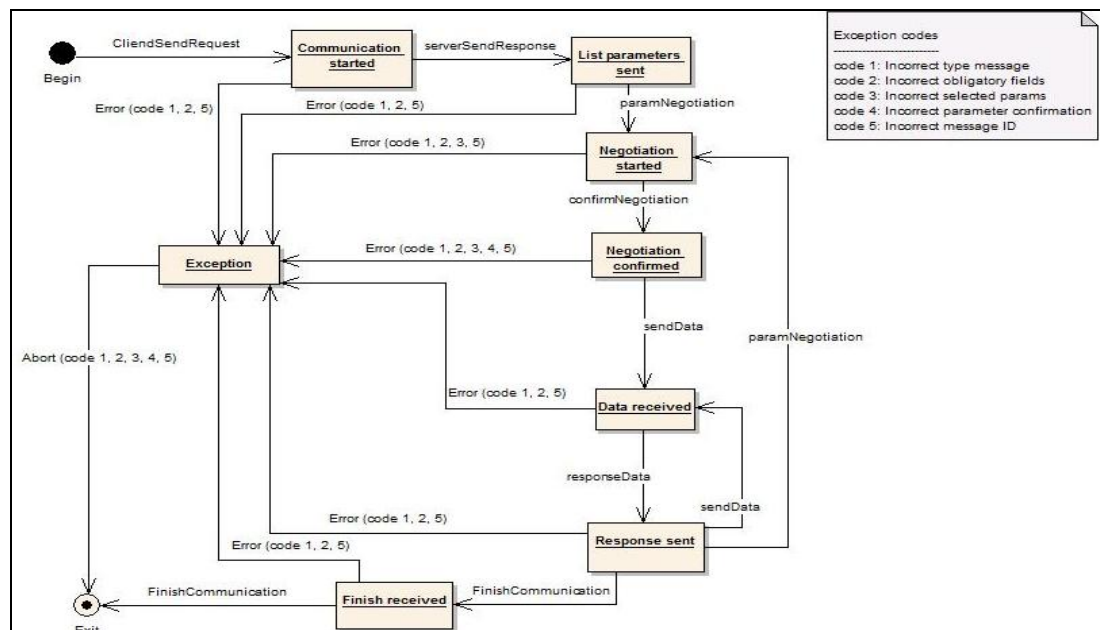 CliendSendRequest
Communication
started
serverSendResponse
List parameters
sent
Begin
Exception codes
--------------------------
code 1: Incorrect type message
code 2: Incorrect obligatory fields
code 3: Incorrect selected params
code 4: Incorrect parameter confirmation
code 5: Incorrect message ID
Error (code 1, 2, 5)
Error (code 1, 2, 5)
paramNegotiation
Error (code 1, 2, 3, 5)
Negotiation
started
confirmNegotiation
Error (code 1, 2, 3, 4, 5)
Negotiation
confirmed
Exception
sendData
paramNegotiation
Abort (code 1, 2, 3, 4, 5)
Error (code 1, 2, 5)
Data received
responseData
sendData
Error (code 1, 2, 5)
Response sent
Error (code 1, 2, 5)
FinishCommunication
FinishCommunication
Finish received
Exit